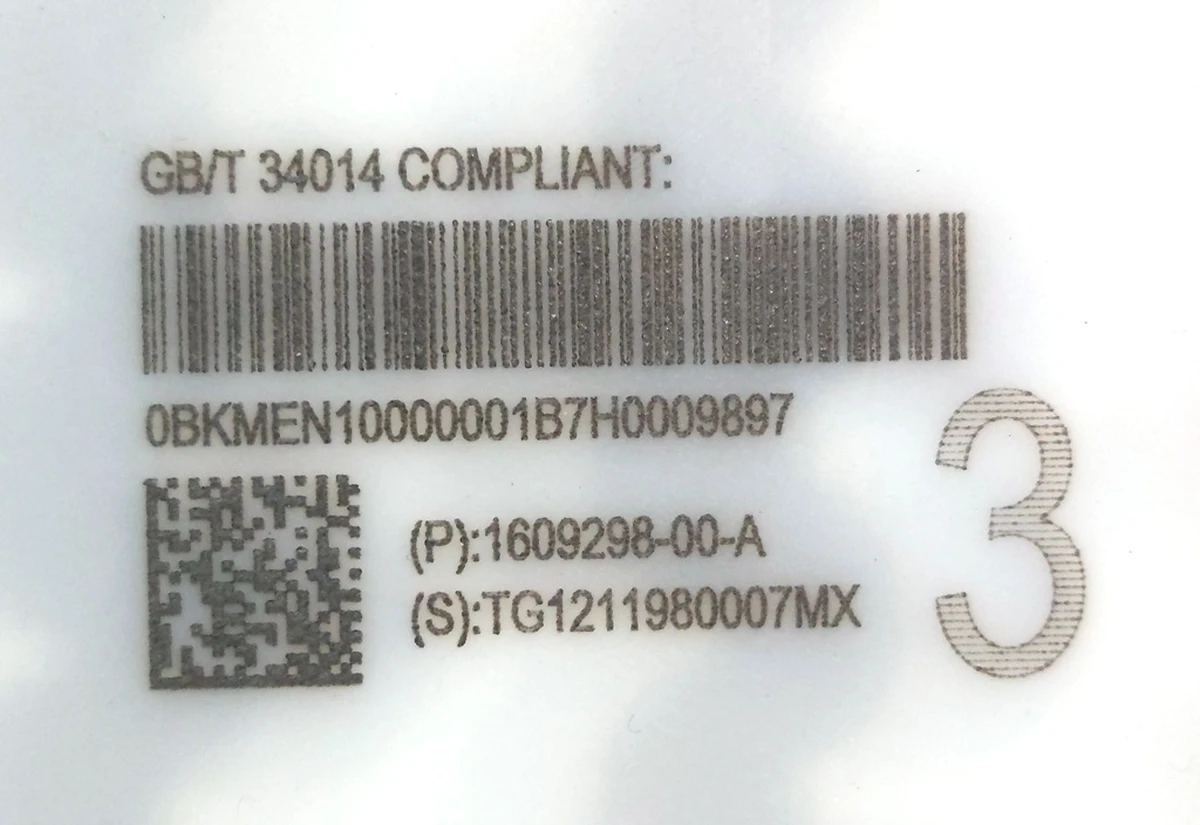 GB/T 34014 COMPLIANT:
0BKMEN10000001B7H0009897
(P):1609298-00-A
(S):TG1211980007MX
3